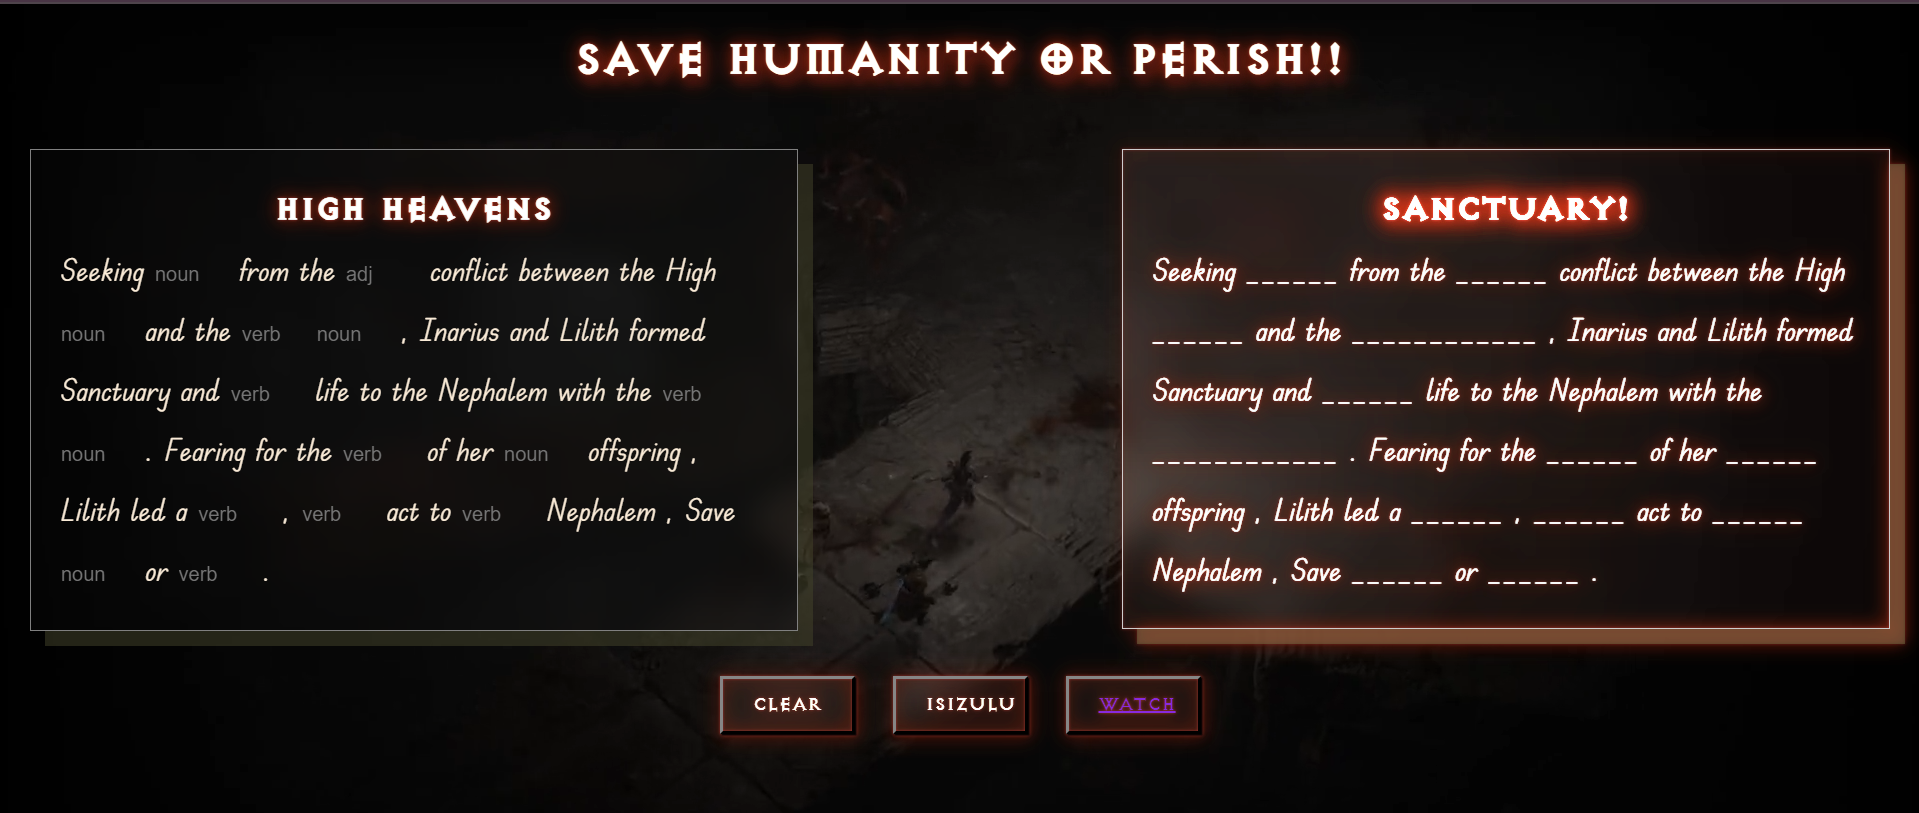 SAVE HUMANITY OR PERISH!!
HIGH HEAVENS
Seeking noun from the adj conflict between the High
noun and the verb noun , Inarius and Lilith formed
Sanctuary and verb life to the Nephalem with the verb
noun . Fearing for the verb of her noun offspring ,
Lilith led a verb , verb act to verb Nephalem , Save
noun or verb .
SANCTUARY!
Seeking ______ from the ______ conflict between the High
______ and the ____________ , Inarius and Lilith formed
Sanctuary and ______ life to the Nephalem with the
____________ . Fearing for the ______ of her ______
offspring , Lilith led a ______ , ______ act to ______
Nephalem , Save ______ or ______ .
CLEAR
ISIZULU
WATCH